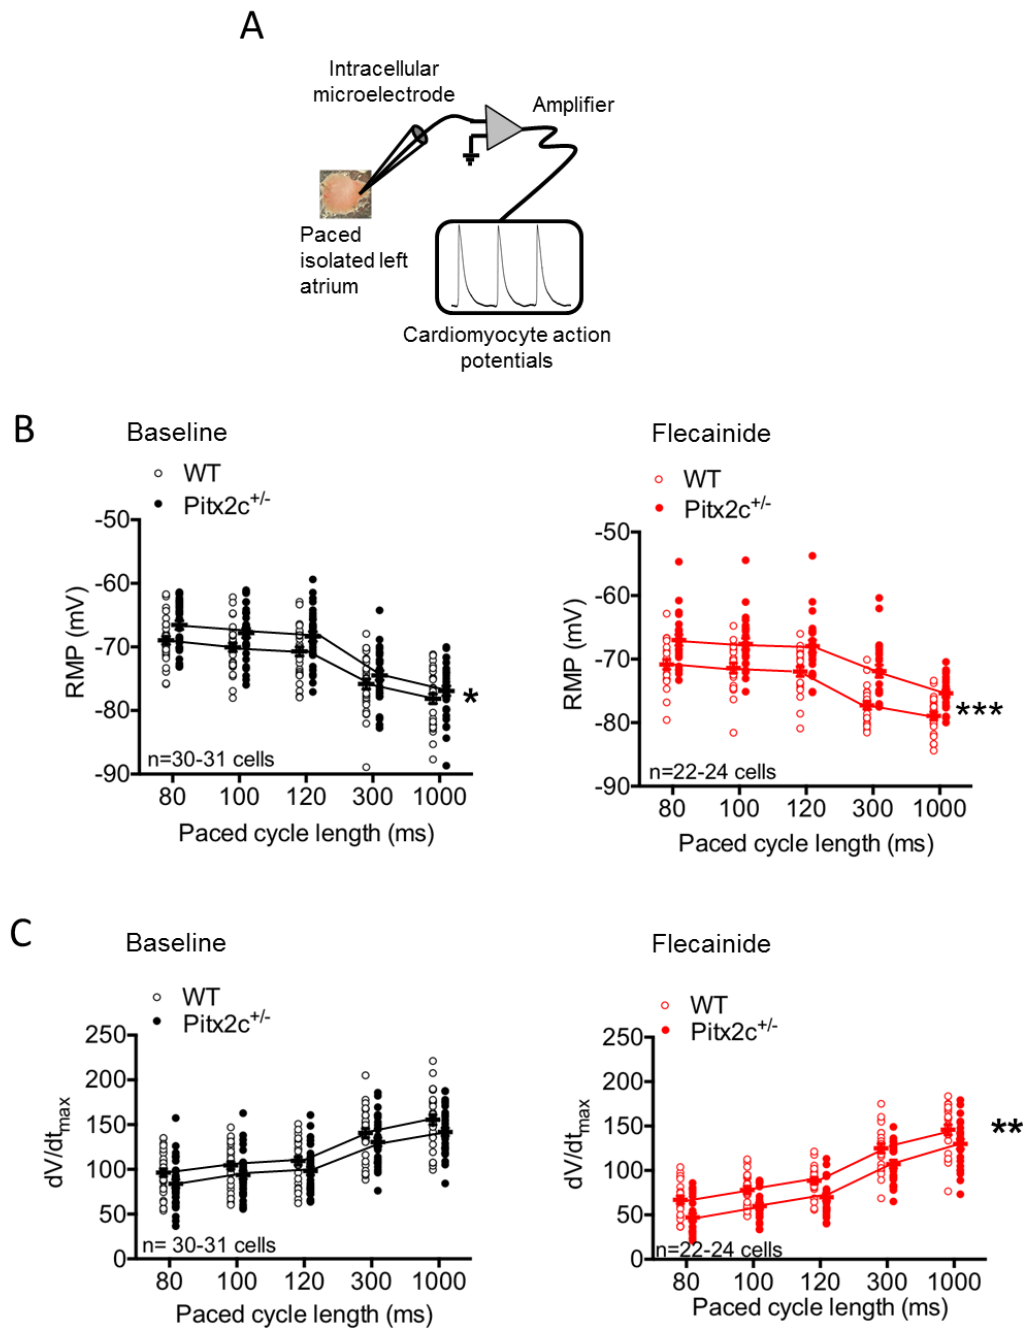 A
Intracellular
microelectrode
Amplifier
Paced
isolated left
atrium
Cardiomyocyte action
potentials
B
Baseline
WT
Pitx2c+/-
-50
-60
-70
-80
-90
RMP (mV)
*
n=30-31 cells
80 100 120 300 1000
Paced cycle length (ms)
Flecainide
WT
Pitx2c+/-
-50
-60
-70
-80
-90
RMP (mV)
***
n=22-24 cells
80 100 120 300 1000
Paced cycle length (ms)
C
Baseline
WT
Pitx2c+/-
250
200
150
100
50
0
dV/dtmax
n= 30-31 cells
80 100 120 300 1000
Paced cycle length (ms)
Flecainide
WT
Pitx2c+/-
250
200
150
100
50
0
dV/dtmax
**
n=22-24 cells
80 100 120 300 1000
Paced cycle length (ms)